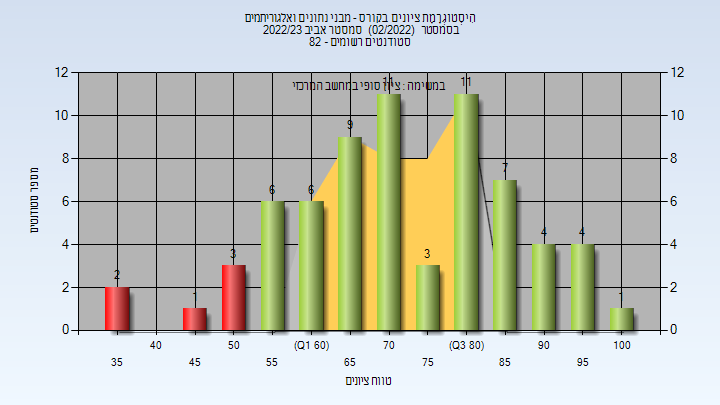 היסטוגרמת ציונים בקורס - מבני נתונים ואלגוריתמים
בסמסטר (02/2022) סמסטר אביב 2022/23
סטודנטים רשומים - 82
במשימה : ציון סופי במחשב המרכזי
מספר סטודנטים
12 12
10 10
8 8
6 6
4 4
2 2
0 0
2 1 3 6 6 9 11 3 11 7 4 4 1
40 50 (Q1 60) 70 (Q3 80) 90 100
35 45 55 65 75 85 95
טווח ציונים